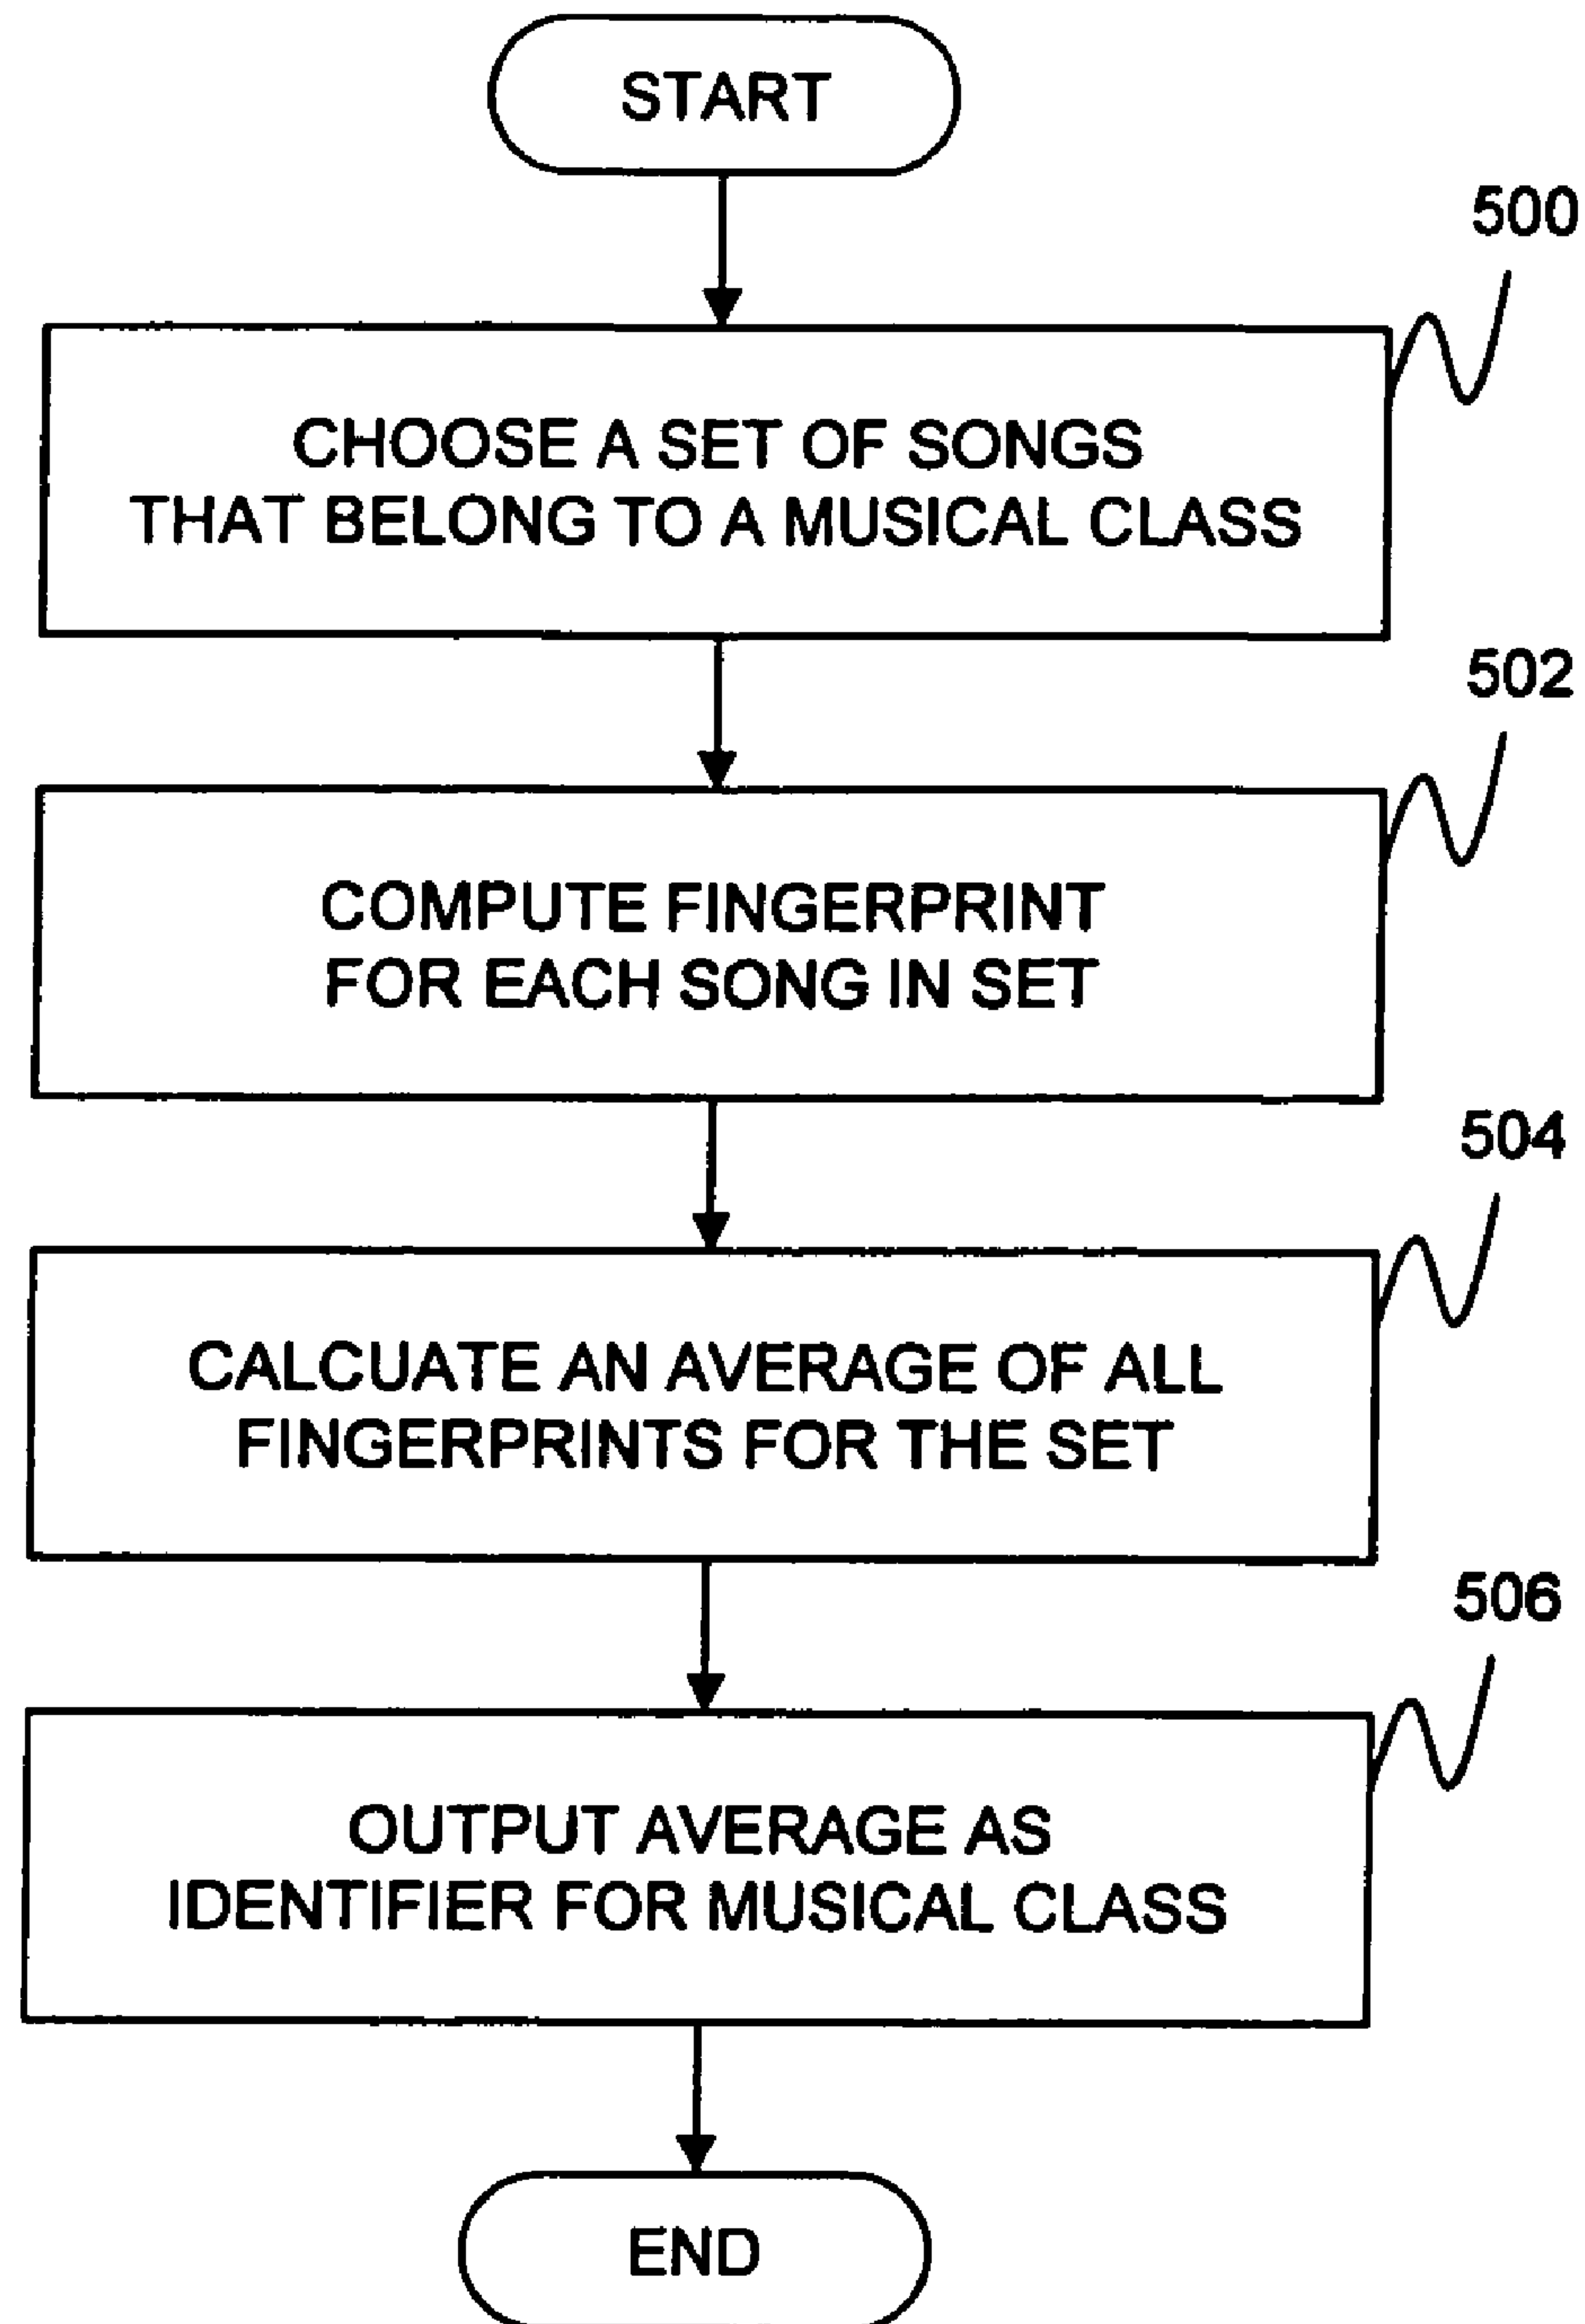 START
500
CHOOSE A SET OF SONGS
THAT BELONG TO A MUSICAL CLASS
502
COMPUTE FINGERPRINT
FOR EACH SONG IN SET
504
CALCUATE AN AVERAGE OF ALL
FINGERPRINTS FOR THE SET
506
OUTPUT AVERAGE AS
IDENTIFIER FOR MUSICAL CLASS
END